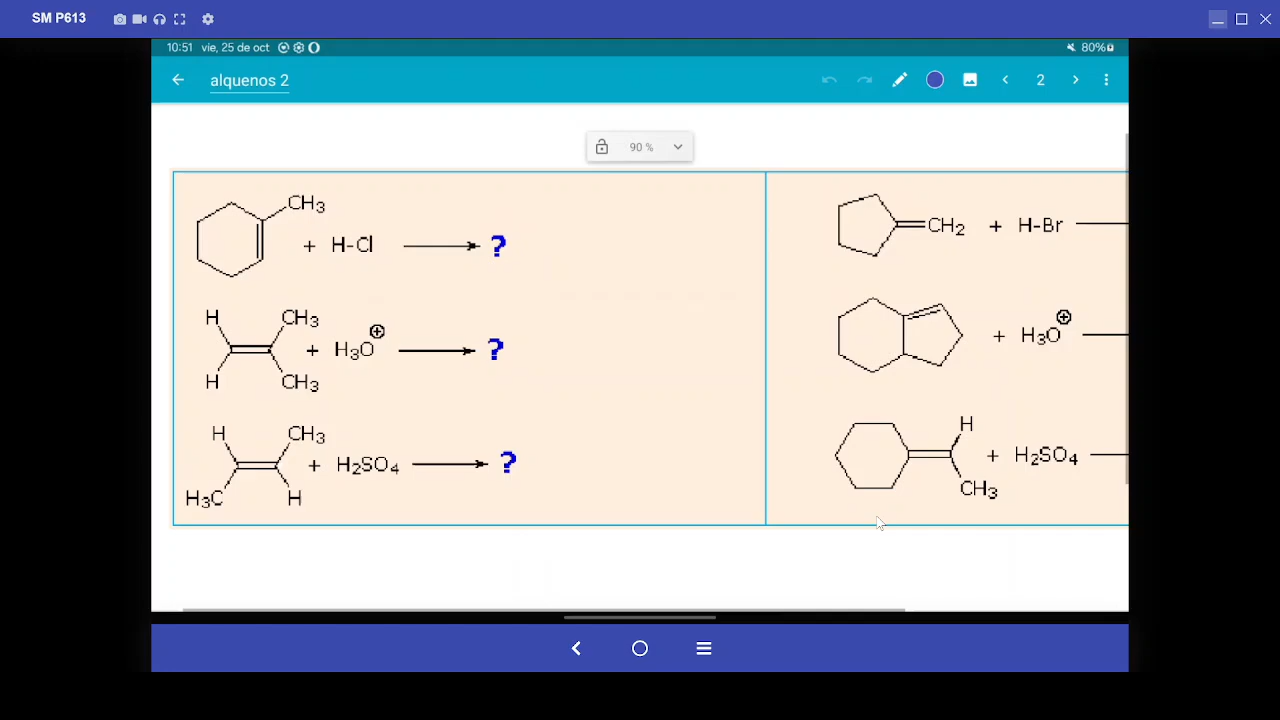 SM P613
10:51 vie, 25 de oct 80%
alquenos 2
2
90 %
CH₃
+ H-Cl ?
H CH₃
+ H₃O⊕ ?
H CH₃
H CH₃
+ H₂SO₄ ?
H₃C H
CH₂ + H-Br
+ H₃O⊕
H
+ H₂SO₄
CH₃